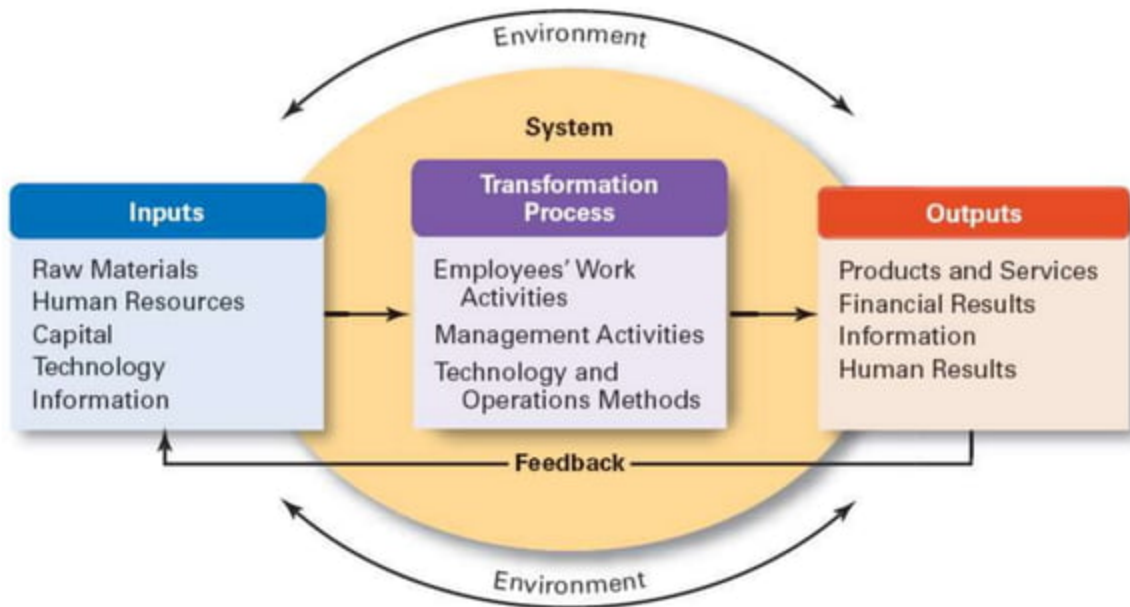 Environment
System
Inputs
Raw Materials
Human Resources
Capital
Technology
Information
Transformation
Process
Employees' Work
Activities
Management Activities
Technology and
Operations Methods
Outputs
Products and Services
Financial Results
Information
Human Results
Feedback
Environment